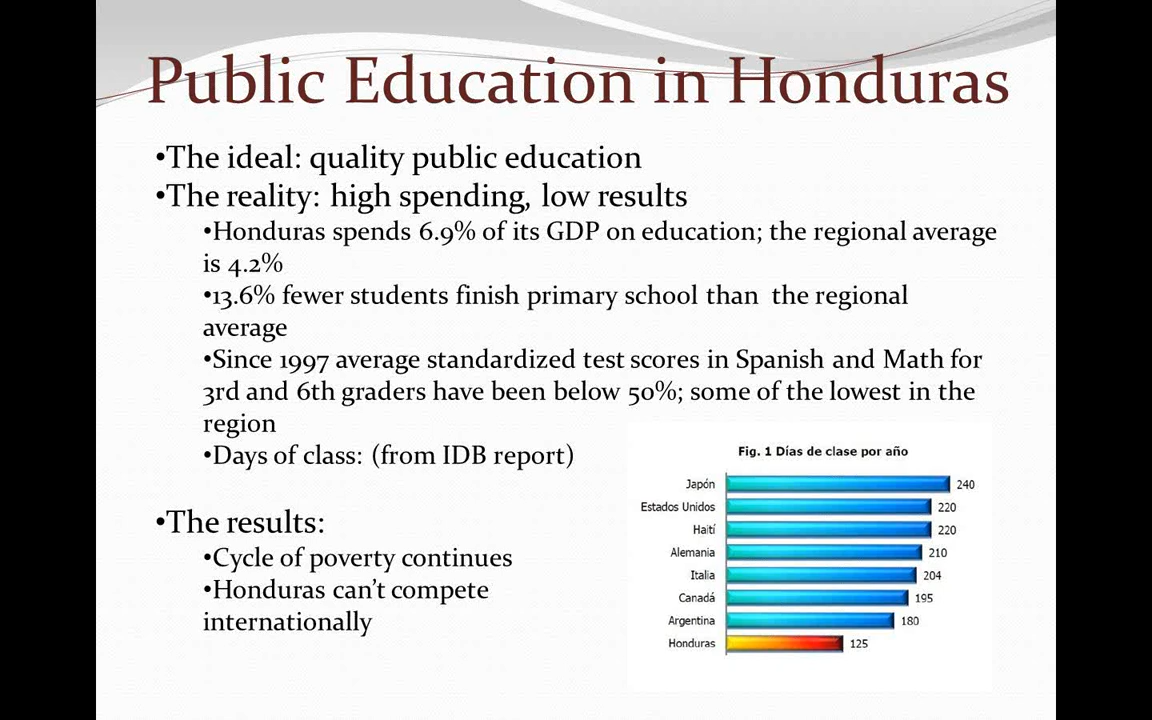 Public Education in Honduras
•The ideal: quality public education
•The reality: high spending, low results
•Honduras spends 6.9% of its GDP on education; the regional average
is 4.2%
•13.6% fewer students finish primary school than  the regional
average
•Since 1997 average standardized test scores in Spanish and Math for
3rd and 6th graders have been below 50%; some of the lowest in the
region
•Days of class: (from IDB report)
•The results:
•Cycle of poverty continues
•Honduras can’t compete
internationally
Fig. 1 Días de clase por año
Japón 240
Estados Unidos 220
Haití 220
Alemania 210
Italia 204
Canadá 195
Argentina 180
Honduras 125